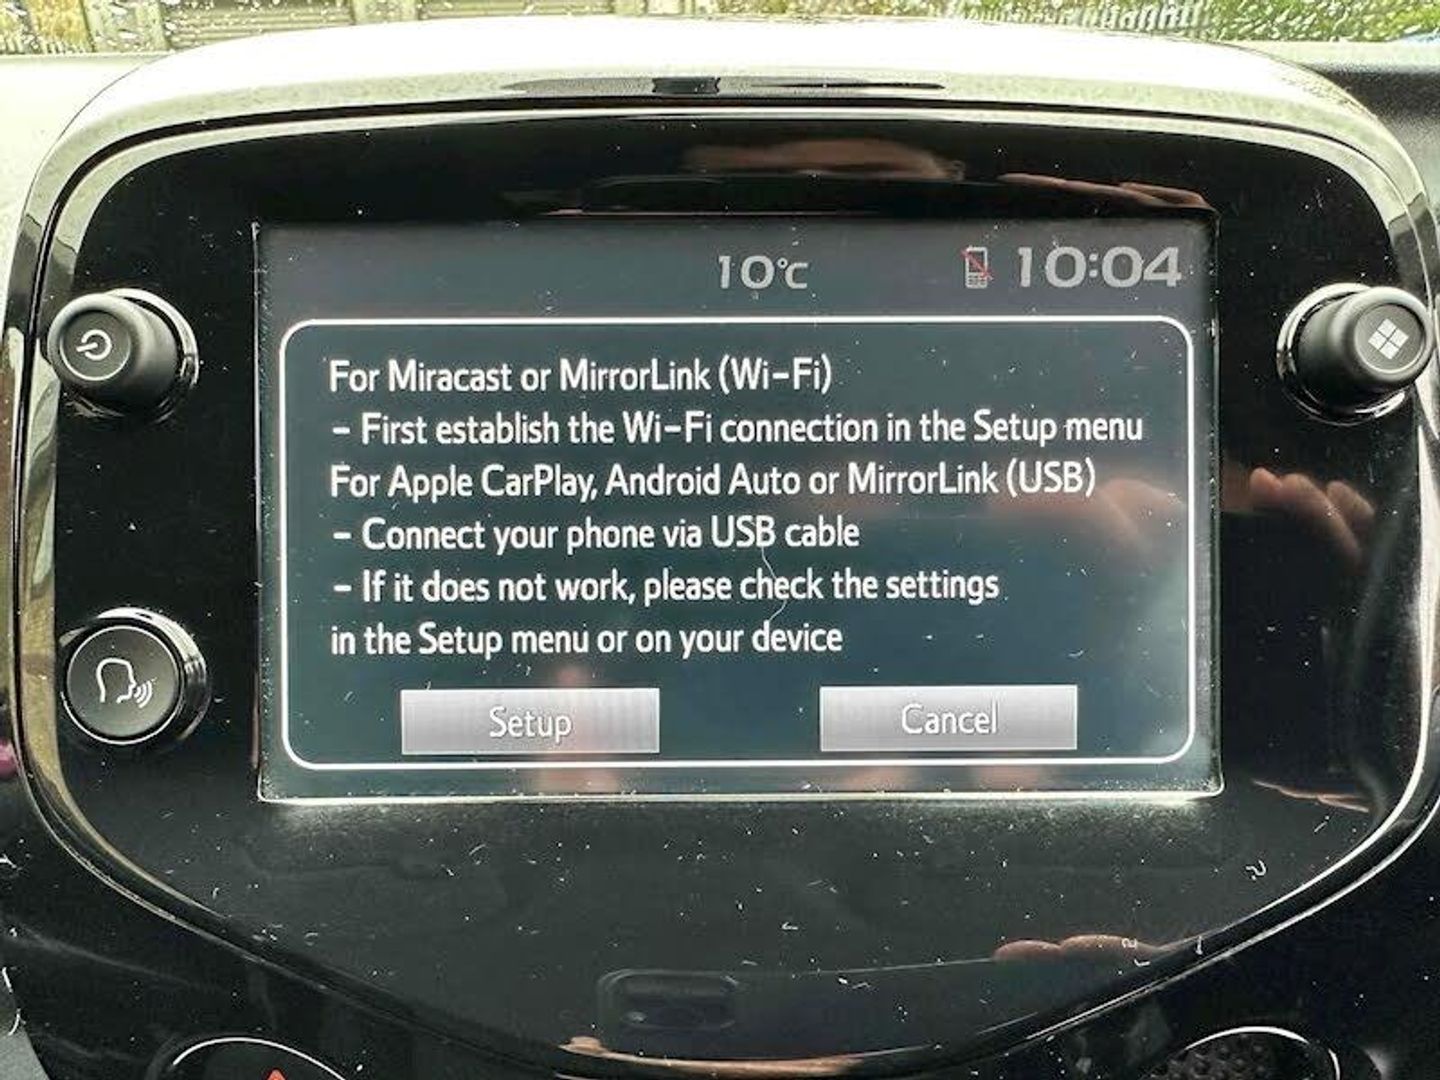 10°C
10:04
For Miracast or MirrorLink (Wi-Fi)
- First establish the Wi-Fi connection in the Setup menu
For Apple CarPlay, Android Auto or MirrorLink (USB)
- Connect your phone via USB cable
- If it does not work, please check the settings
in the Setup menu or on your device
Setup
Cancel